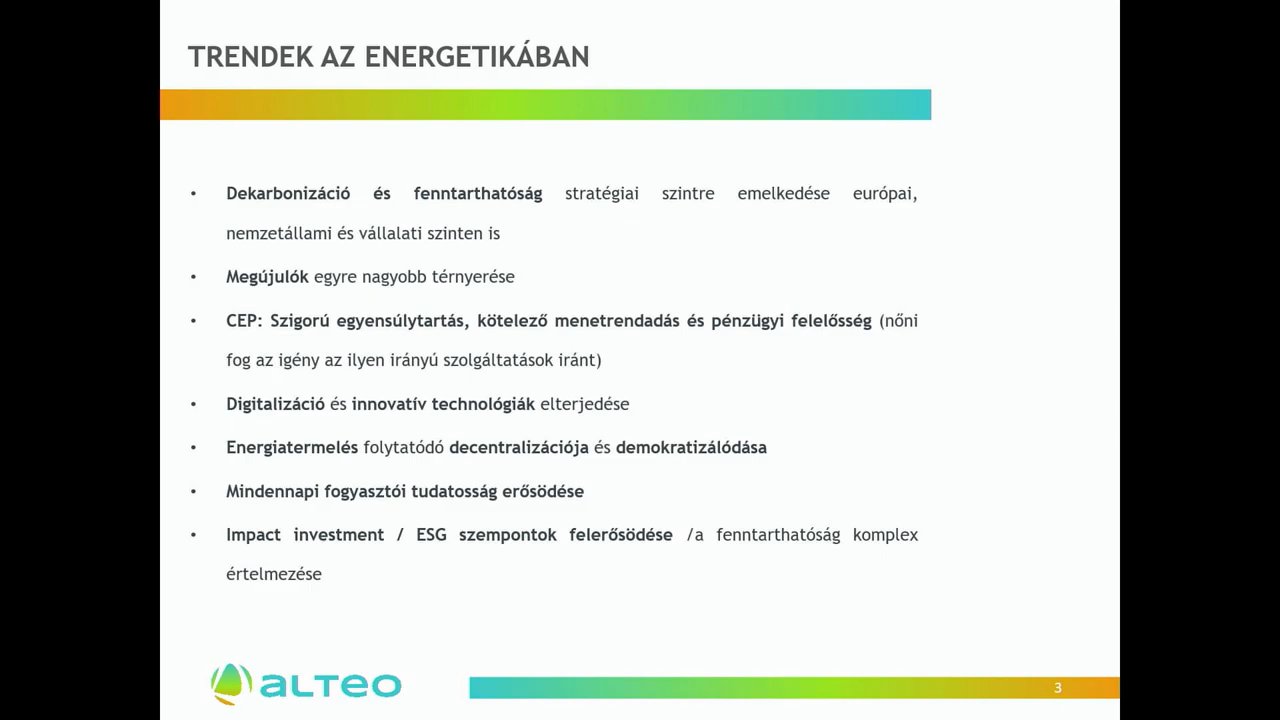 TRENDEK AZ ENERGETIKÁBAN
• Dekarbonizáció és fenntarthatóság stratégiai szintre emelkedése európai,
nemzetállami és vállalati szinten is
• Megújulók egyre nagyobb térnyerése
• CEP: Szigorú egyensúlytartás, kötelező menetrendadás és pénzügyi felelősség (nőni
fog az igény az ilyen irányú szolgáltatások iránt)
• Digitalizáció és innovatív technológiák elterjedése
• Energiatermelés folytatódó decentralizációja és demokratizálódása
• Mindennapi fogyasztói tudatosság erősödése
• Impact investment / ESG szempontok felerősödése /a fenntarthatóság komplex
értelmezése
ALTEO
3